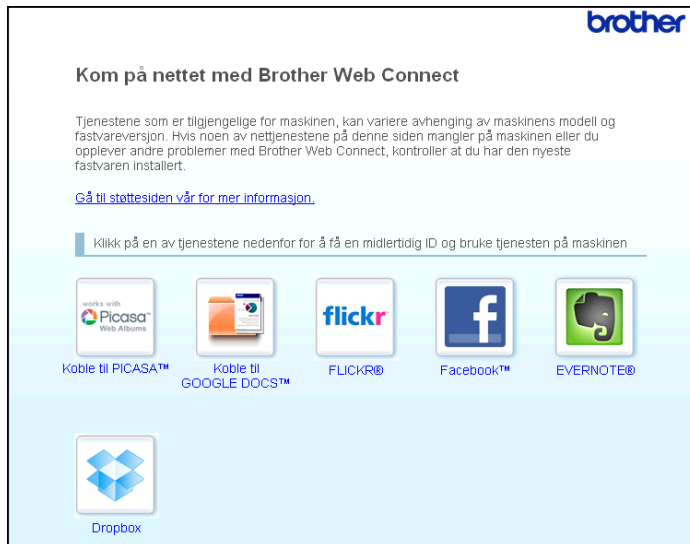 brother
Kom på nettet med Brother Web Connect
Tjenestene som er tilgjengelige for maskinen, kan variere avhenging av maskinens modell og
fastvareversjon. Hvis noen av nettjenestene på denne siden mangler på maskinen eller du
opplever andre problemer med Brother Web Connect, kontroller at du har den nyeste
fastvaren installert.
Gå til støttesiden vår for mer informasjon.
Klikk på en av tjenestene nedenfor for å få en midlertidig ID og bruke tjenesten på maskinen
works with
Picasa™
Web Albums
flickr
f
Koble til PICASA™
Koble til
GOOGLE DOCS™
FLICKR®
Facebook™
EVERNOTE®
Dropbox